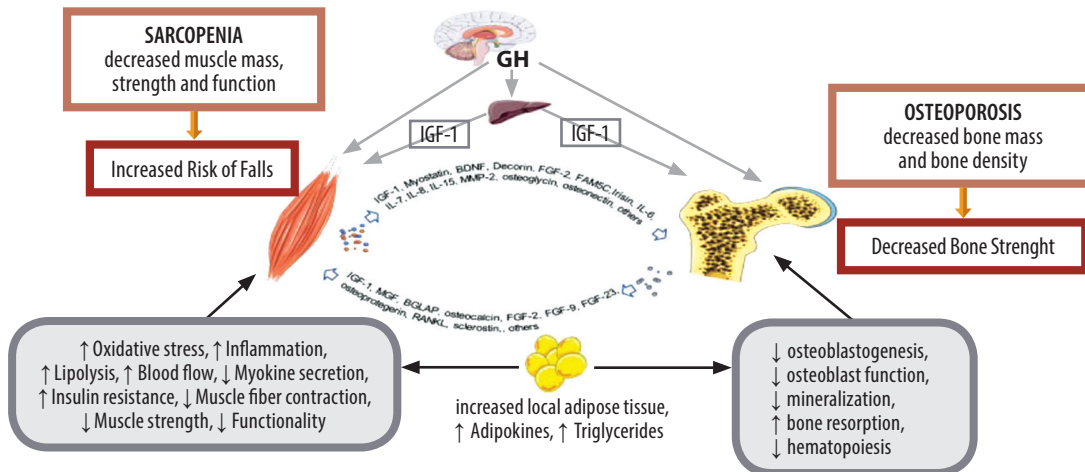 SARCOPENIA
decreased muscle mass,
strength and function
Increased Risk of Falls
GH
IGF-1
IGF-1
OSTEOPOROSIS
decreased bone mass
and bone density
Decreased Bone Strenght
IGF-1, Myostatin, BDNF, Decorin, FGF-2, FAMSC,Irisin, IL-6,
IL-7, IL-8, IL-15, MMP-2, osteoglycin, osteonectin, others
IGF-1, MGF, BGLAP, osteocalcin, FGF-2, FGF-9, FGF-23,
osteoprotegerin, RANKL, sclerostin,, others
↑ Oxidative stress, ↑ Inflammation,
↑ Lipolysis, ↑ Blood flow, ↓ Myokine secretion,
↑ Insulin resistance, ↓ Muscle fiber contraction,
↓ Muscle strength, ↓ Functionality
increased local adipose tissue,
↑ Adipokines, ↑ Triglycerides
↓ osteoblastogenesis,
↓ osteoblast function,
↓ mineralization,
↑ bone resorption,
↓ hematopoiesis